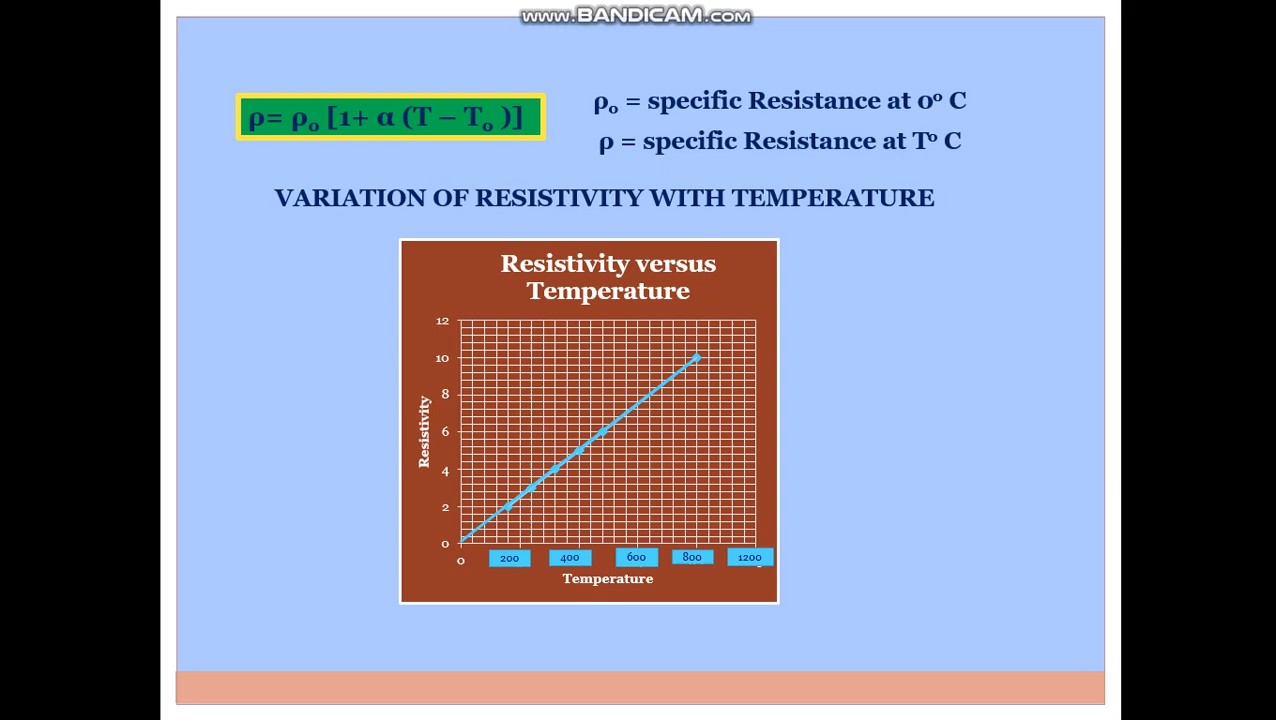 www.BANDICAM.com
ρ= ρo [1+ α (T – To )]
ρo = specific Resistance at 0o C
ρ = specific Resistance at To C
VARIATION OF RESISTIVITY WITH TEMPERATURE
Resistivity versus
Temperature
12
10
8
6
4
2
0
Resistivity
0 200 400 600 800 1200
Temperature